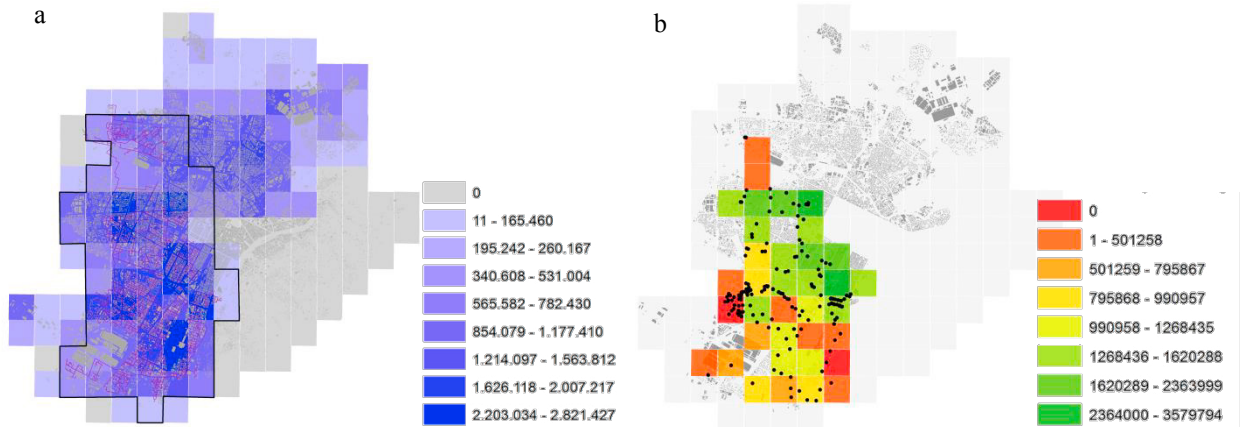 a
b
0
11 - 165.460
195.242 - 260.167
340.608 - 531.004
565.582 - 782.430
854.079 - 1.177.410
1.214.097 - 1.563.812
1.626.118 - 2.007.217
2.203.034 - 2.821.427
0
1 - 501258
501259 - 795867
795868 - 990957
990958 - 1268435
1268436 - 1620288
1620289 - 2363999
2364000 - 3579794